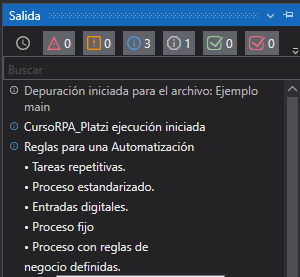 Salida
0 0 3 1 0 0
Buscar
Depuración iniciada para el archivo: Ejemplo
main
CursoRPA_Platzi ejecución iniciada
Reglas para una Automatización
• Tareas repetitivas.
• Proceso estandarizado.
• Entradas digitales.
• Proceso fijo
• Proceso con reglas de
negocio definidas.